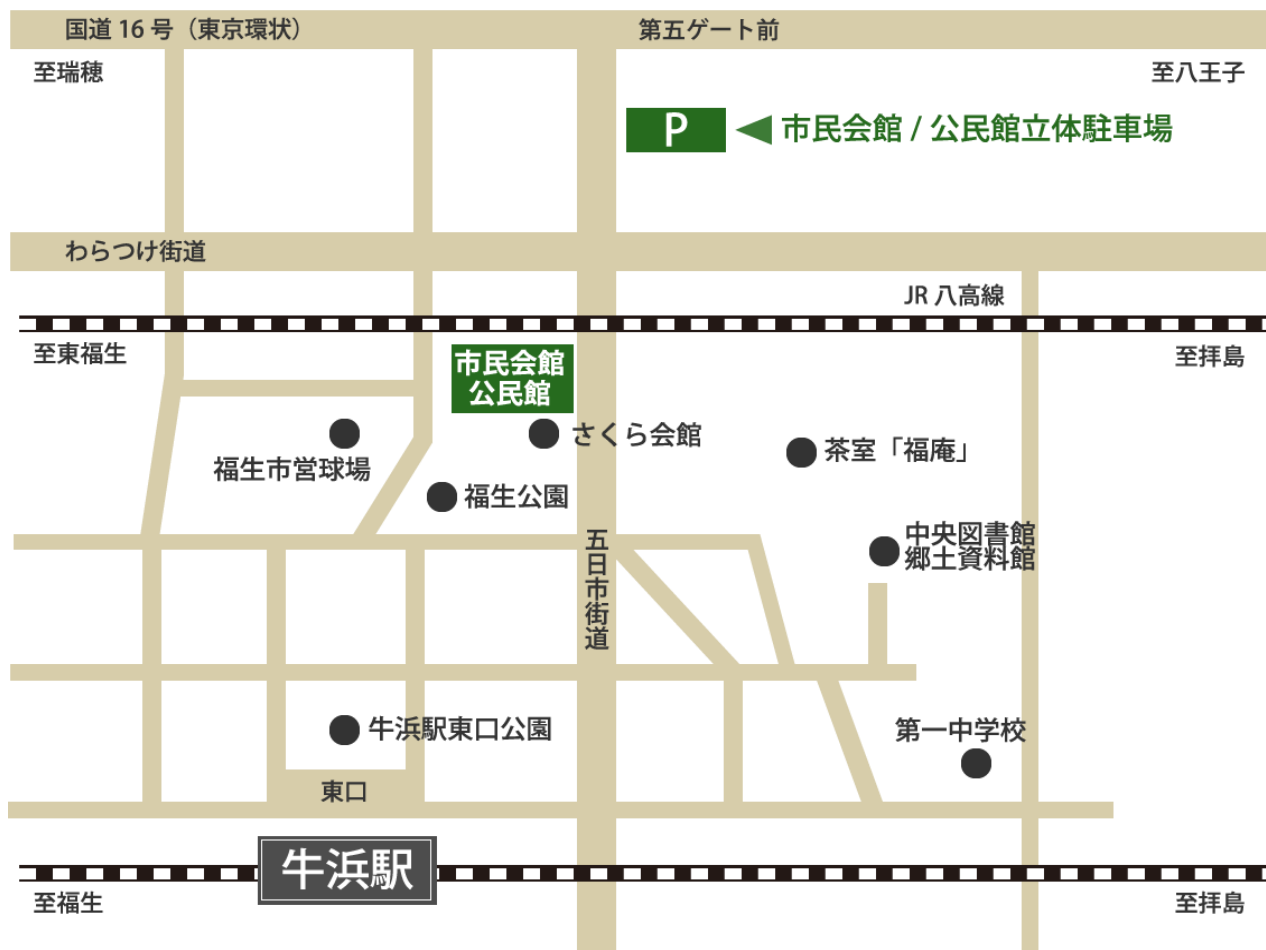 国道 16 号（東京環状）
第五ゲート前
至瑞穂
至八王子
P
市民会館 / 公民館立体駐車場
わらつけ街道
JR 八高線
至東福生
至拝島
市民会館
公民館
さくら会館
茶室「福庵」
福生市営球場
福生公園
中央図書館
郷土資料館
五日市街道
牛浜駅東口公園
第一中学校
東口
牛浜駅
至福生
至拝島